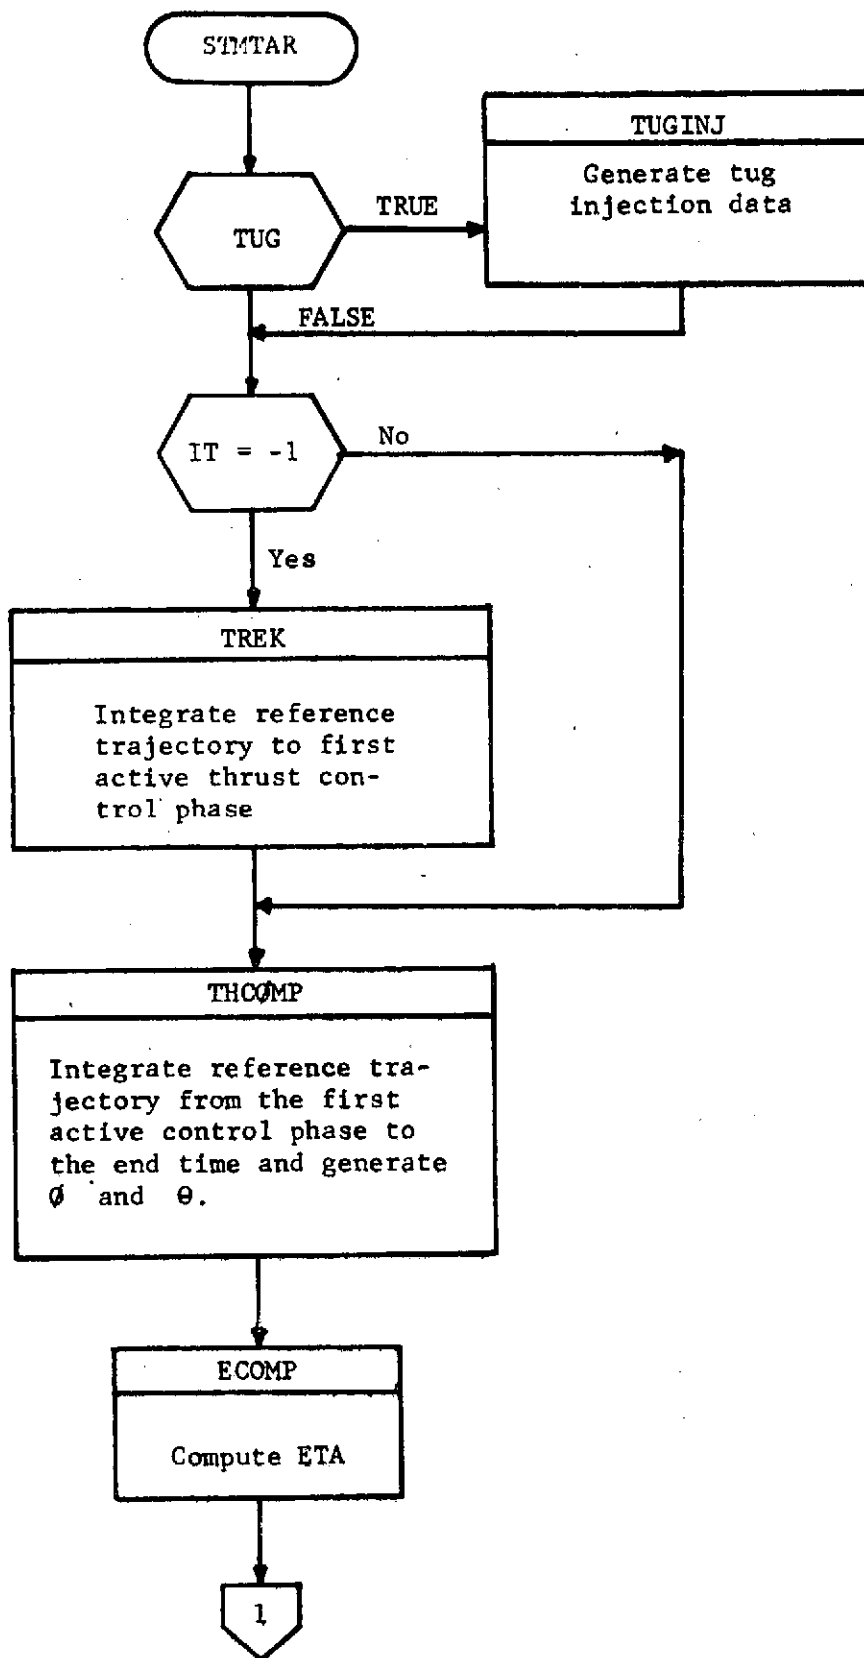 STMTAR
TUGINJ
Generate tug
injection data
TUG
TRUE
FALSE
IT = -1
No
Yes
TREK
Integrate reference
trajectory to first
active thrust con-
trol phase
THCØMP
Integrate reference tra-
jectory from the first
active control phase to
the end time and generate
Ø and Θ.
ECOMP
Compute ETA
1